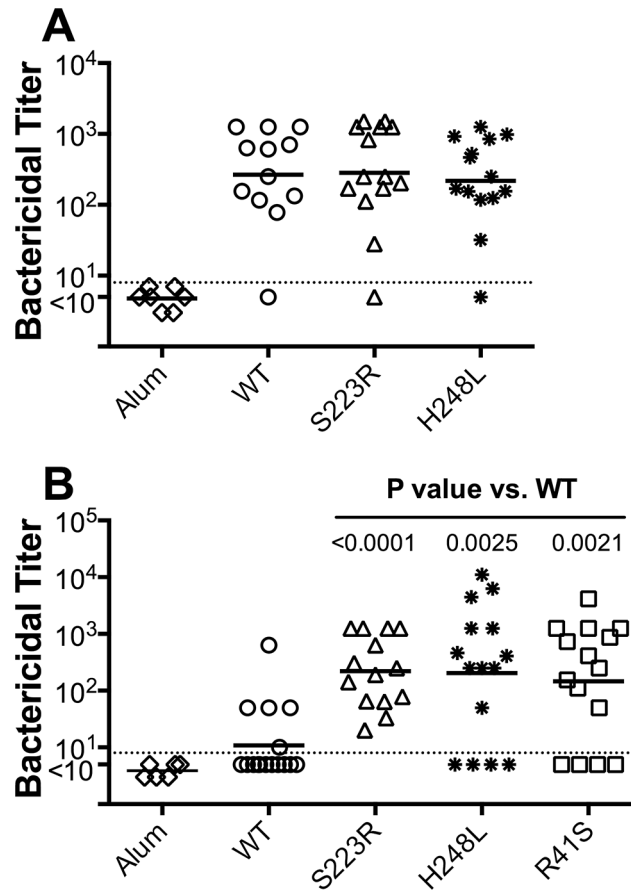 A
Bactericidal Titer
10⁴
10³
10²
10¹
<10
Alum
WT
S223R
H248L
B
P value vs. WT
<0.0001 0.0025 0.0021
Bactericidal Titer
10⁵
10⁴
10³
10²
10¹
<10
Alum
WT
S223R
H248L
R41S